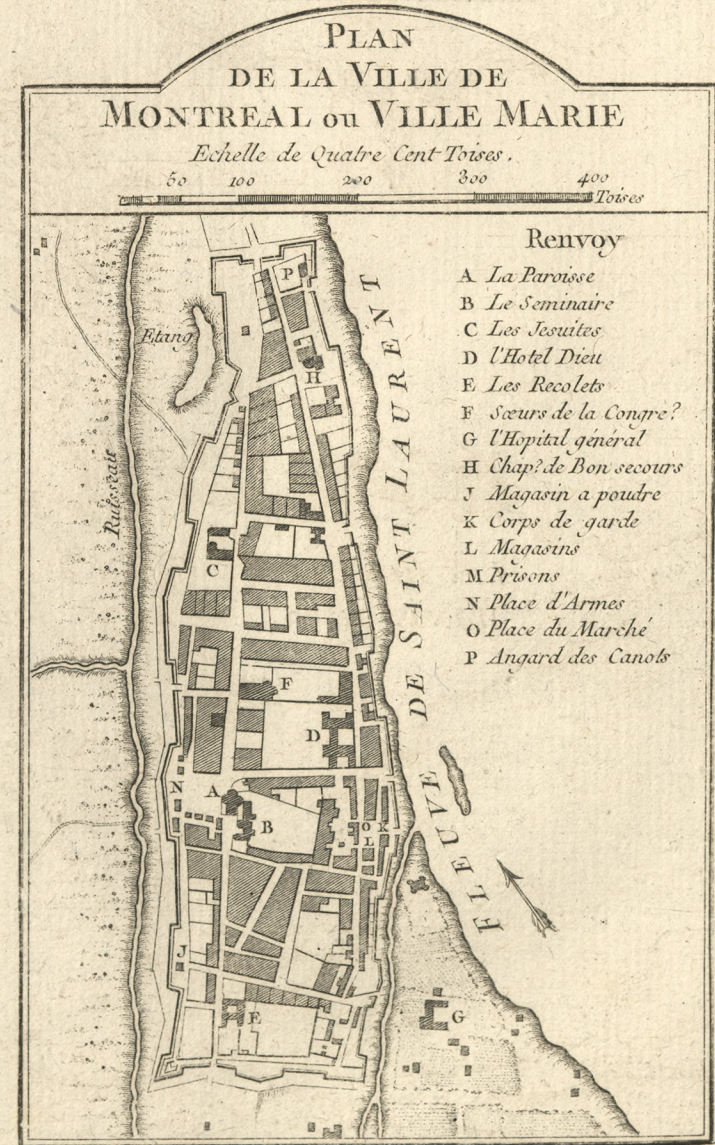 PLAN
DE LA VILLE DE
MONTREAL ou VILLE MARIE
Echelle de Quatre Cent Toises.
50 100 200 300 400
Toises
Renvoy
A La Paroisse
B Le Seminaire
C Les Jesuites
D l'Hotel Dieu
E Les Recolets
F Sœurs de la Congre?
G l'Hopital général
H Chap? de Bon secours
J Magasin a poudre
K Corps de garde
L Magasins
M Prisons
N Place d'Armes
O Place du Marché
P Angard des Canots
P
Etang
H
Ruisseau
C
F
D
N
A
B
O
K
L
J
E
G
FLEUVE DE SAINT LAURENT